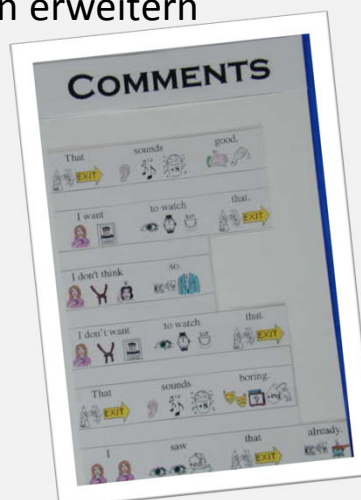 n erweitern
COMMENTS
That sounds good.
EXIT
I want to watch that.
EXIT
I don't think so.
I don't want to watch that.
EXIT
That sounds boring.
EXIT
I saw that already.
EXIT